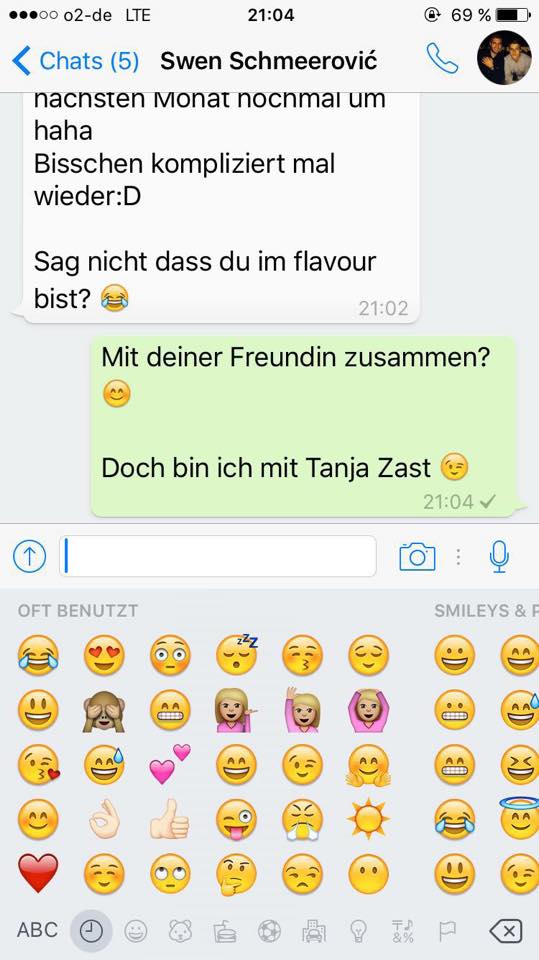 o2-de LTE 21:04 69 %
Chats (5) Swen Schmeerović
nächsten Monat nochmal um
haha
Bisschen kompliziert mal
wieder:D
Sag nicht dass du im flavour
bist? 😂
21:02
Mit deiner Freundin zusammen?
😊
Doch bin ich mit Tanja Zast 😉
21:04
OFT BENUTZT SMILEYS & P
ABC